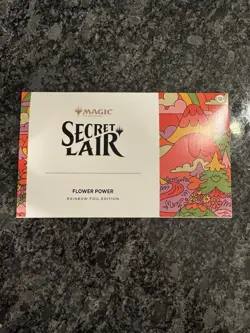 MAGIC
SECRET
LAIR
FLOWER POWER
RAINBOW FOIL EDITION